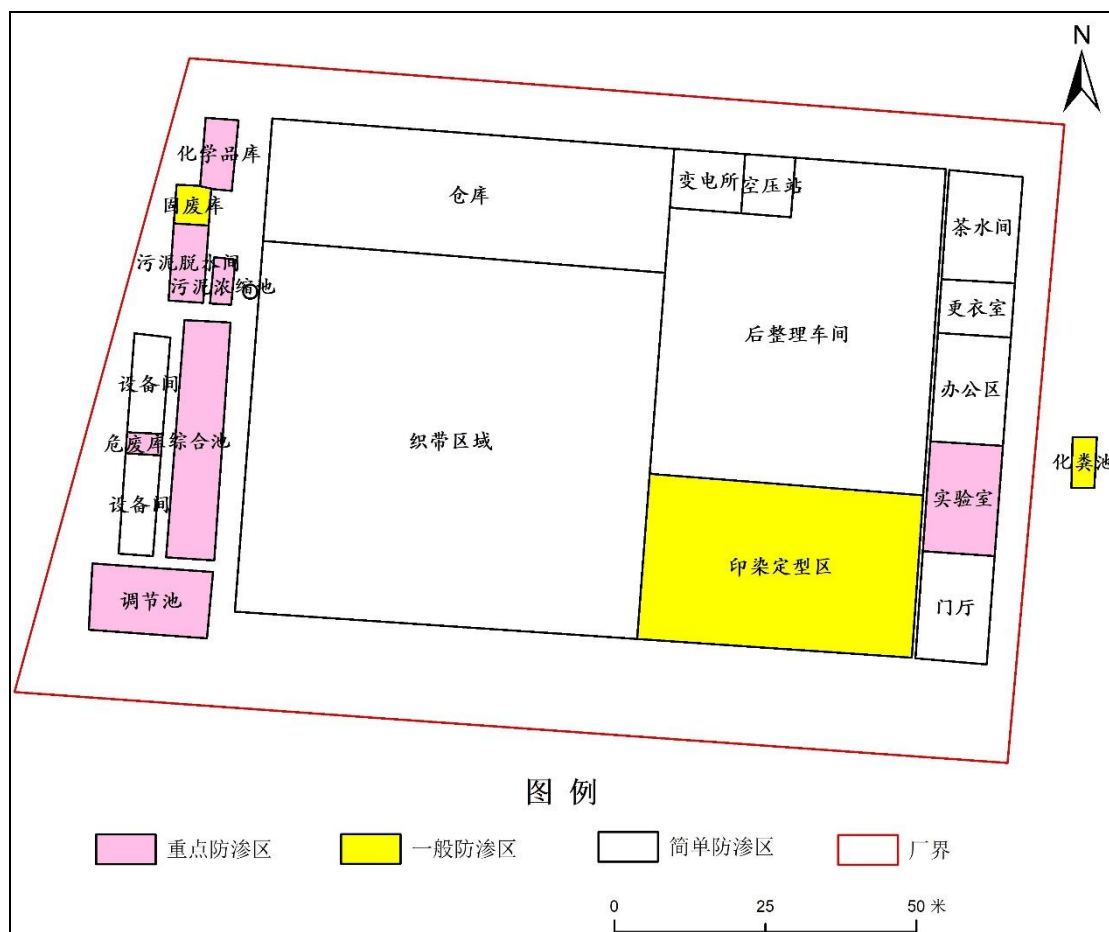 N
化学品库
固废库
污泥脱水间
污泥浓缩池
仓库
变电所
空压站
茶水间
更衣室
后整理车间
办公区
设备间
危废库
综合池
织带区域
化粪池
设备间
实验室
印染定型区
调节池
门厅
图 例
重点防渗区
一般防渗区
简单防渗区
厂界
0 25 50 米